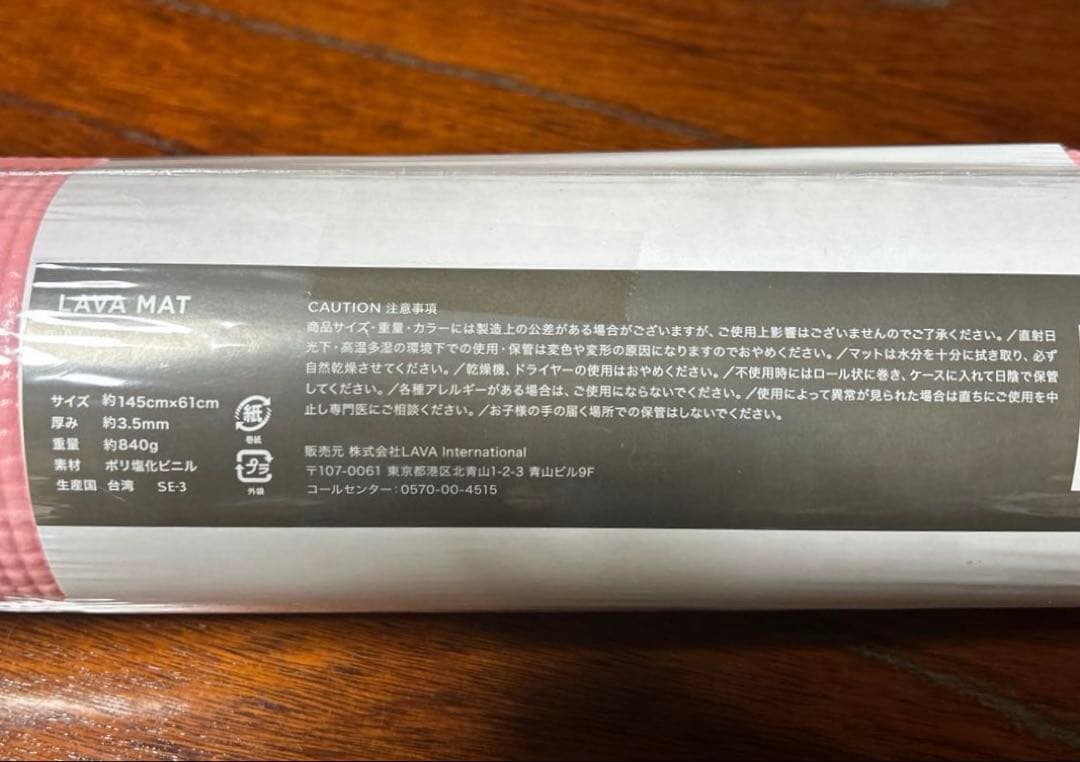 LAVA MAT
サイズ 約145cm×61cm
厚み 約3.5mm
重量 約840g
素材 ポリ塩化ビニル
生産国 台湾 SE-3
紙
巻紙
プラ
外袋
CAUTION 注意事項
商品サイズ・重量・カラーには製造上の公差がある場合がございますが、ご使用上影響はございませんのでご了承ください。／直射日
光下・高温多湿の環境下での使用・保管は変色や変形の原因になりますのでおやめください。／マットは水分を十分に拭き取り、必ず
自然乾燥させてください。／乾燥機、ドライヤーの使用はおやめください。／不使用時にはロール状に巻き、ケースに入れて日陰で保管
してください。／各種アレルギーがある場合は、ご使用にならないでください。／使用によって異常が見られた場合は直ちにご使用を中
止し専門医にご相談ください。／お子様の手の届く場所での保管はしないでください。
販売元 株式会社LAVA International
〒107-0061 東京都港区北青山1-2-3 青山ビル9F
コールセンター：0570-00-4515